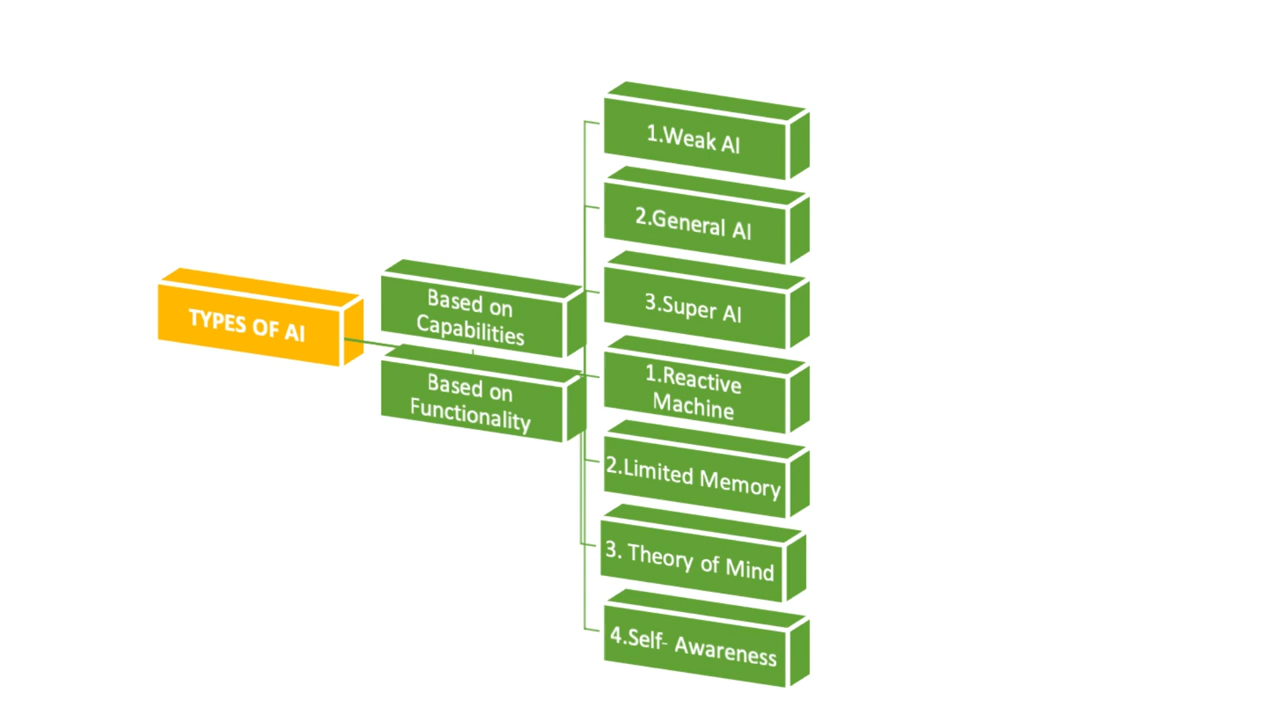 TYPES OF AI
Based on
Capabilities
Based on
Functionality
1.Weak AI
2.General AI
3.Super AI
1.Reactive
Machine
2.Limited Memory
3. Theory of Mind
4.Self- Awareness